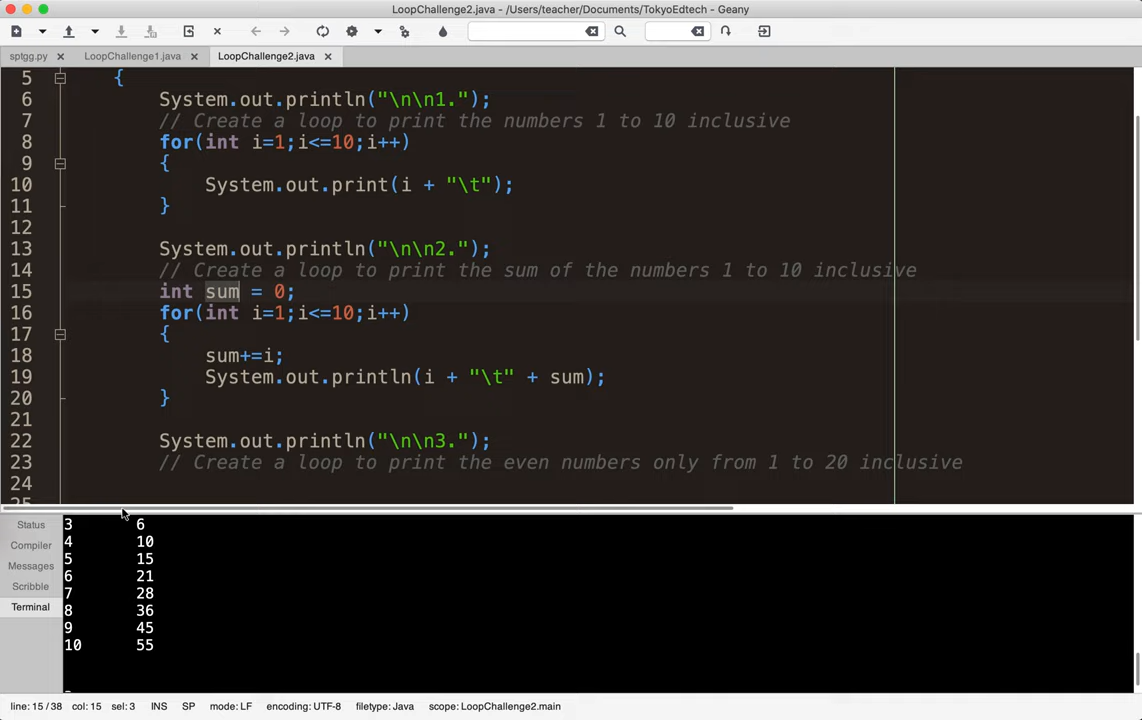 LoopChallenge2.java - /Users/teacher/Documents/TokyoEdtech - Geany
sptgg.py LoopChallenge1.java LoopChallenge2.java
5 {
6 System.out.println("\n\n1.");
7 // Create a loop to print the numbers 1 to 10 inclusive
8 for(int i=1;i<=10;i++)
9 {
10 System.out.print(i + "\t");
11 }
12
13 System.out.println("\n\n2.");
14 // Create a loop to print the sum of the numbers 1 to 10 inclusive
15 int sum = 0;
16 for(int i=1;i<=10;i++)
17 {
18 sum+=i;
19 System.out.println(i + "\t" + sum);
20 }
21
22 System.out.println("\n\n3.");
23 // Create a loop to print the even numbers only from 1 to 20 inclusive
24
25
Status
Compiler
Messages
Scribble
Terminal
3 6
4 10
5 15
6 21
7 28
8 36
9 45
10 55
line: 15 / 38 col: 15 sel: 3 INS SP mode: LF encoding: UTF-8 filetype: Java scope: LoopChallenge2.main